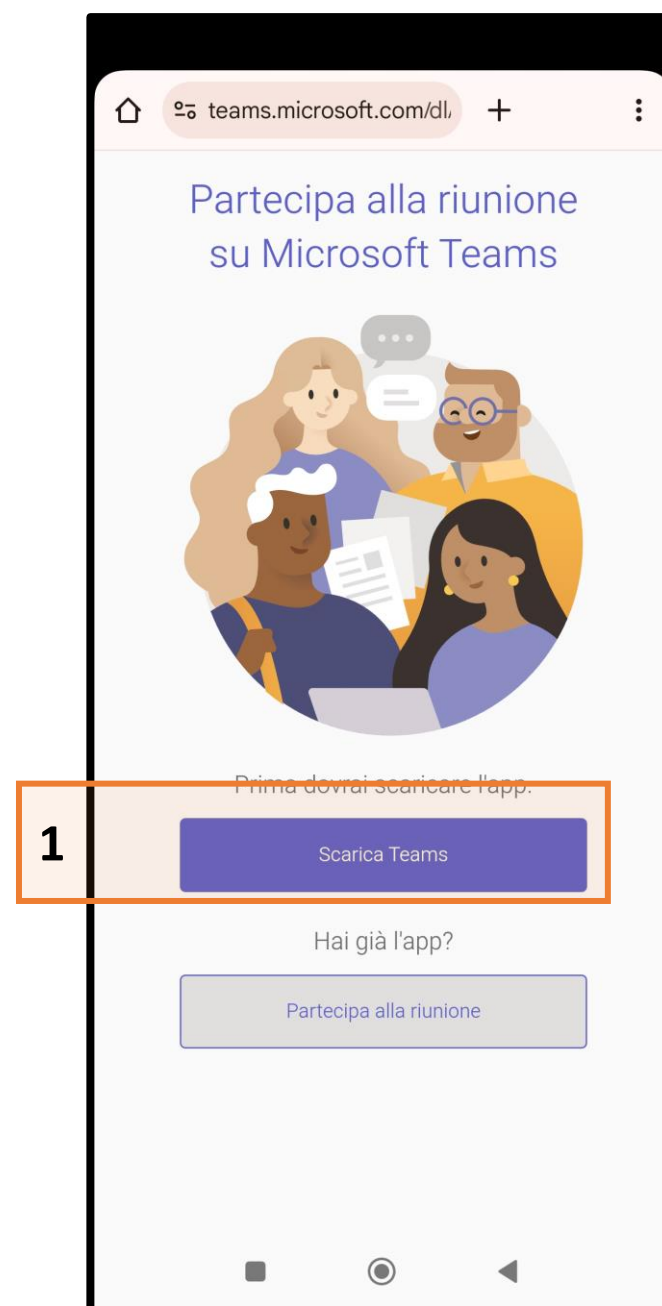 teams.microsoft.com/dl/
Partecipa alla riunione
su Microsoft Teams
Prima dovrai scaricare l'app.
1
Scarica Teams
Hai già l'app?
Partecipa alla riunione